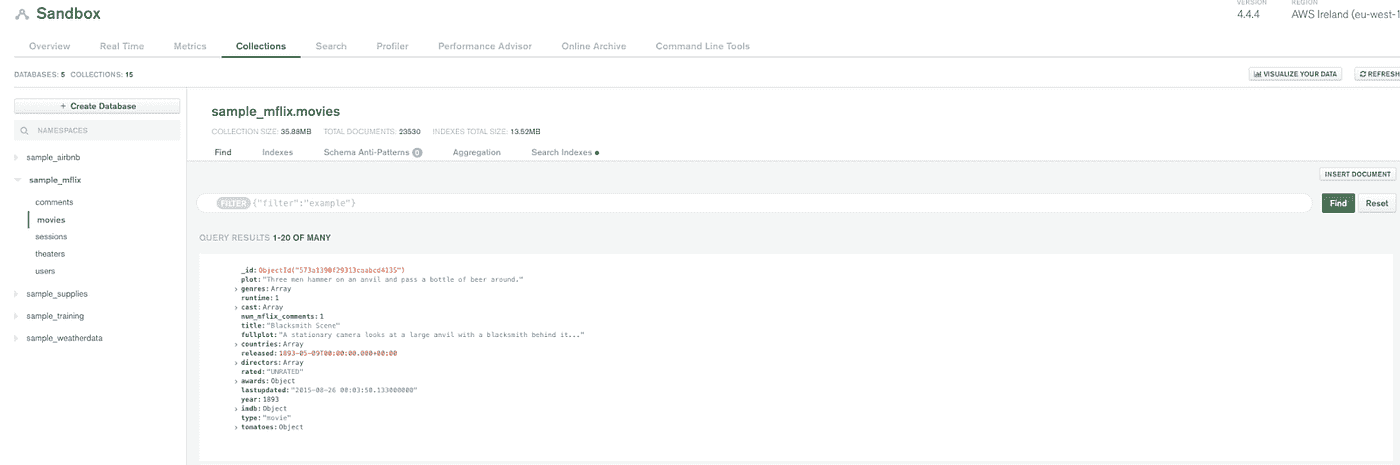 Sandbox
VERSION
4.4.4
REGION
AWS Ireland (eu-west-1
Overview Real Time Metrics Collections Search Profiler Performance Advisor Online Archive Command Line Tools
DATABASES: 5 COLLECTIONS: 15
VISUALIZE YOUR DATA
REFRESH
+ Create Database
NAMESPACES
sample_airbnb
sample_mflix
comments
movies
sessions
theaters
users
sample_supplies
sample_training
sample_weatherdata
sample_mflix.movies
COLLECTION SIZE: 35.88MB TOTAL DOCUMENTS: 23530 INDEXES TOTAL SIZE: 13.52MB
Find Indexes Schema Anti-Patterns 0 Aggregation Search Indexes
INSERT DOCUMENT
FILTER {"filter":"example"}
Find Reset
QUERY RESULTS 1-20 OF MANY
_id: ObjectId("573a1390f29313caabcd4135")
plot: "Three men hammer on an anvil and pass a bottle of beer around."
genres: Array
runtime: 1
cast: Array
num_mflix_comments: 1
title: "Blacksmith Scene"
fullplot: "A stationary camera looks at a large anvil with a blacksmith behind it..."
countries: Array
released: 1893-05-09T00:00:00.000+00:00
directors: Array
rated: "UNRATED"
awards: Object
lastupdated: "2015-08-26 00:03:50.133000000"
year: 1893
imdb: Object
type: "movie"
tomatoes: Object